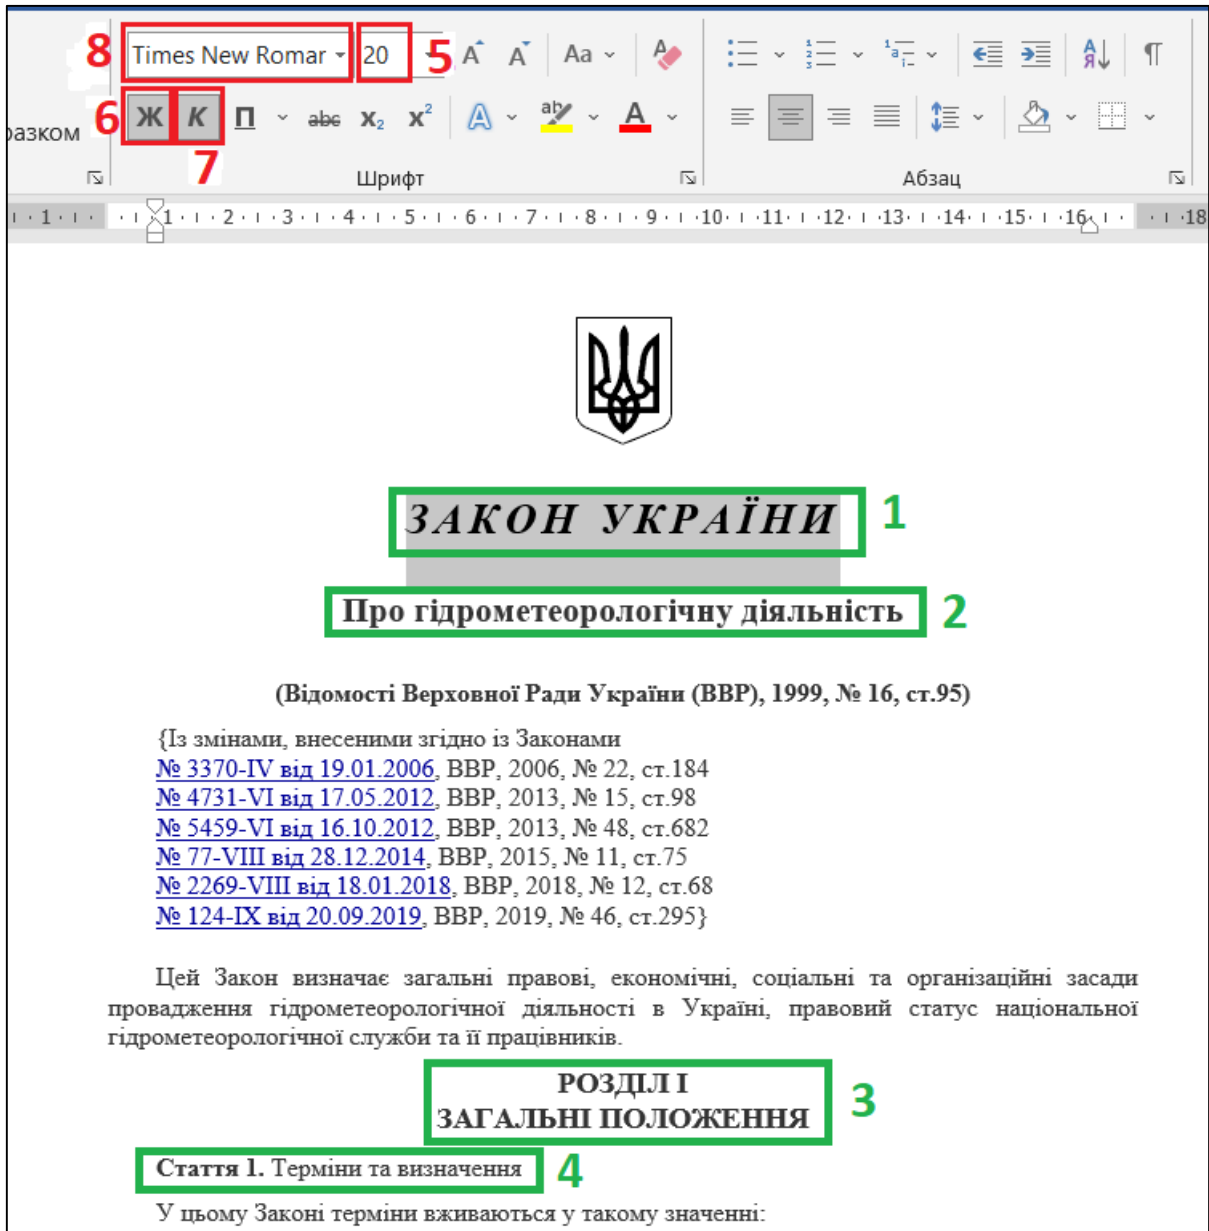 8 Times New Romar 20 5 А А Aa
6 Ж К П abc x₂ x² A ab A
разком
7
Шрифт Абзац
1 1 2 3 4 5 6 7 8 9 10 11 12 13 14 15 16 18
ЗАКОН УКРАЇНИ 1
Про гідрометеорологічну діяльність 2
(Відомості Верховної Ради України (ВВР), 1999, № 16, ст.95)
{Із змінами, внесеними згідно із Законами
№ 3370-IV від 19.01.2006, ВВР, 2006, № 22, ст.184
№ 4731-VI від 17.05.2012, ВВР, 2013, № 15, ст.98
№ 5459-VI від 16.10.2012, ВВР, 2013, № 48, ст.682
№ 77-VIII від 28.12.2014, ВВР, 2015, № 11, ст.75
№ 2269-VIII від 18.01.2018, ВВР, 2018, № 12, ст.68
№ 124-IX від 20.09.2019, ВВР, 2019, № 46, ст.295}
Цей Закон визначає загальні правові, економічні, соціальні та організаційні засади
провадження гідрометеорологічної діяльності в Україні, правовий статус національної
гідрометеорологічної служби та її працівників.
РОЗДІЛ I
ЗАГАЛЬНІ ПОЛОЖЕННЯ 3
Стаття 1. Терміни та визначення 4
У цьому Законі терміни вживаються у такому значенні: